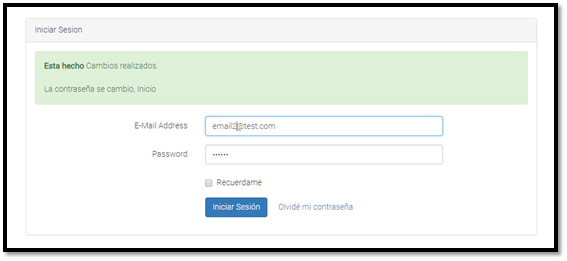 Iniciar Sesion
Esta hecho Cambios realizados.
La contraseña se cambio, Inicio
E-Mail Address email2@test.com
Password ••••••
Recuerdame
Iniciar Sesión Olvidé mi contraseña